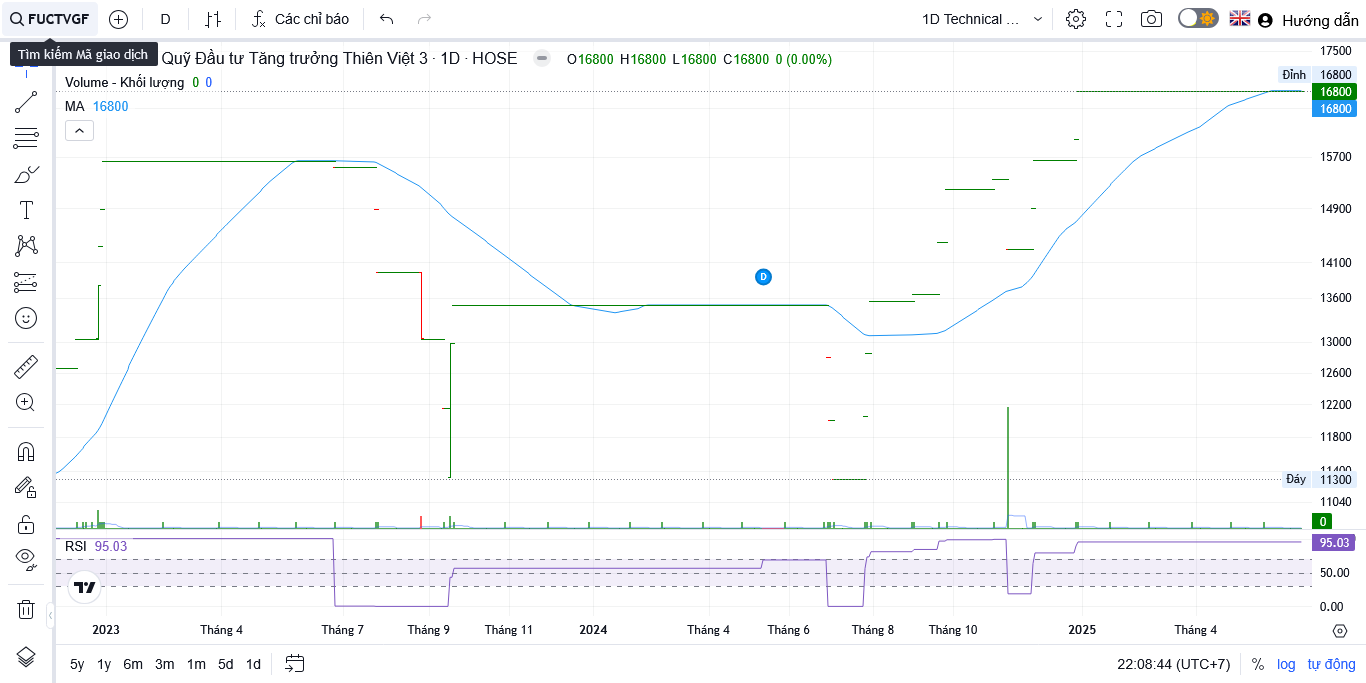 FUCTVGF
D
Các chỉ báo
1D Technical ...
Hướng dẫn
Tìm kiếm Mã giao dịch
Quỹ Đầu tư Tăng trưởng Thiên Việt 3 · 1D · HOSE
O16800 H16800 L16800 C16800 0 (0.00%)
Volume - Khối lượng 0 0
MA 16800
17500
Đỉnh 16800
16800
16800
15700
14900
14100
13600
13000
12600
12200
11800
11400
Đáy 11300
11040
0
D
RSI 95.03
95.03
50.00
0.00
2023 Tháng 4 Tháng 7 Tháng 9 Tháng 11 2024 Tháng 4 Tháng 6 Tháng 8 Tháng 10 2025 Tháng 4
5y 1y 6m 3m 1m 5d 1d
22:08:44 (UTC+7) % log tự động